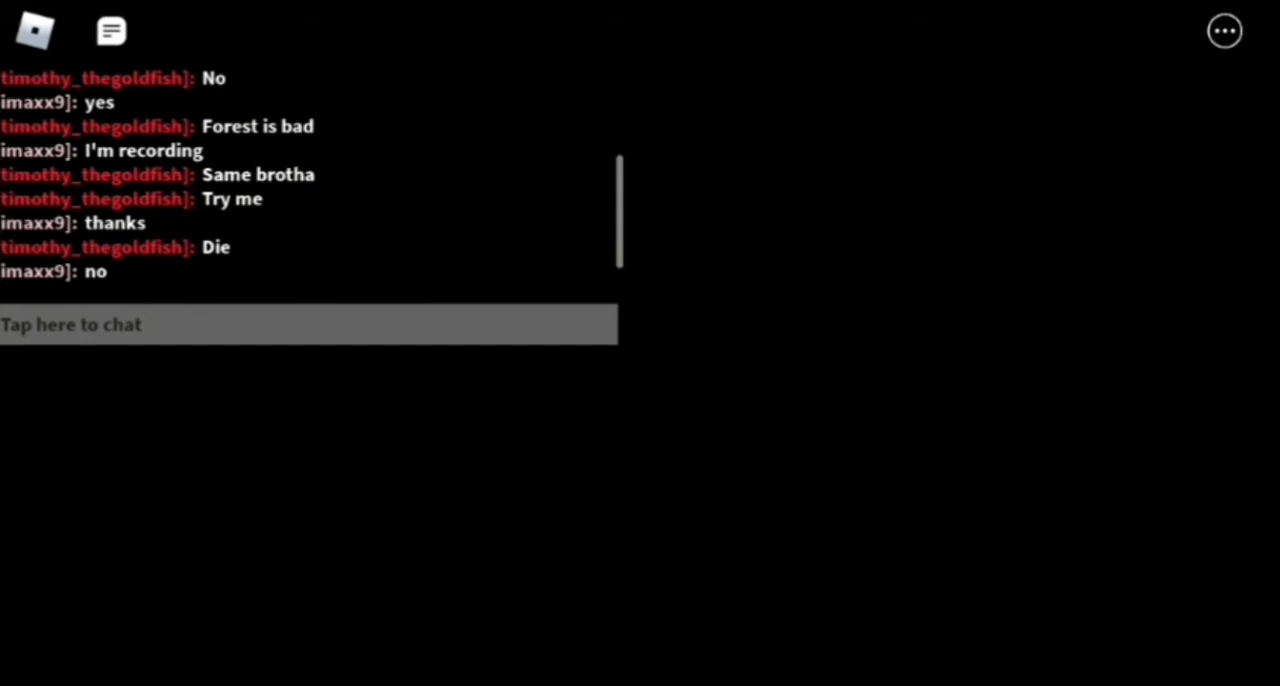 timothy_thegoldfish]: No
imaxx9]: yes
timothy_thegoldfish]: Forest is bad
imaxx9]: I'm recording
timothy_thegoldfish]: Same brotha
timothy_thegoldfish]: Try me
imaxx9]: thanks
timothy_thegoldfish]: Die
imaxx9]: no
Tap here to chat